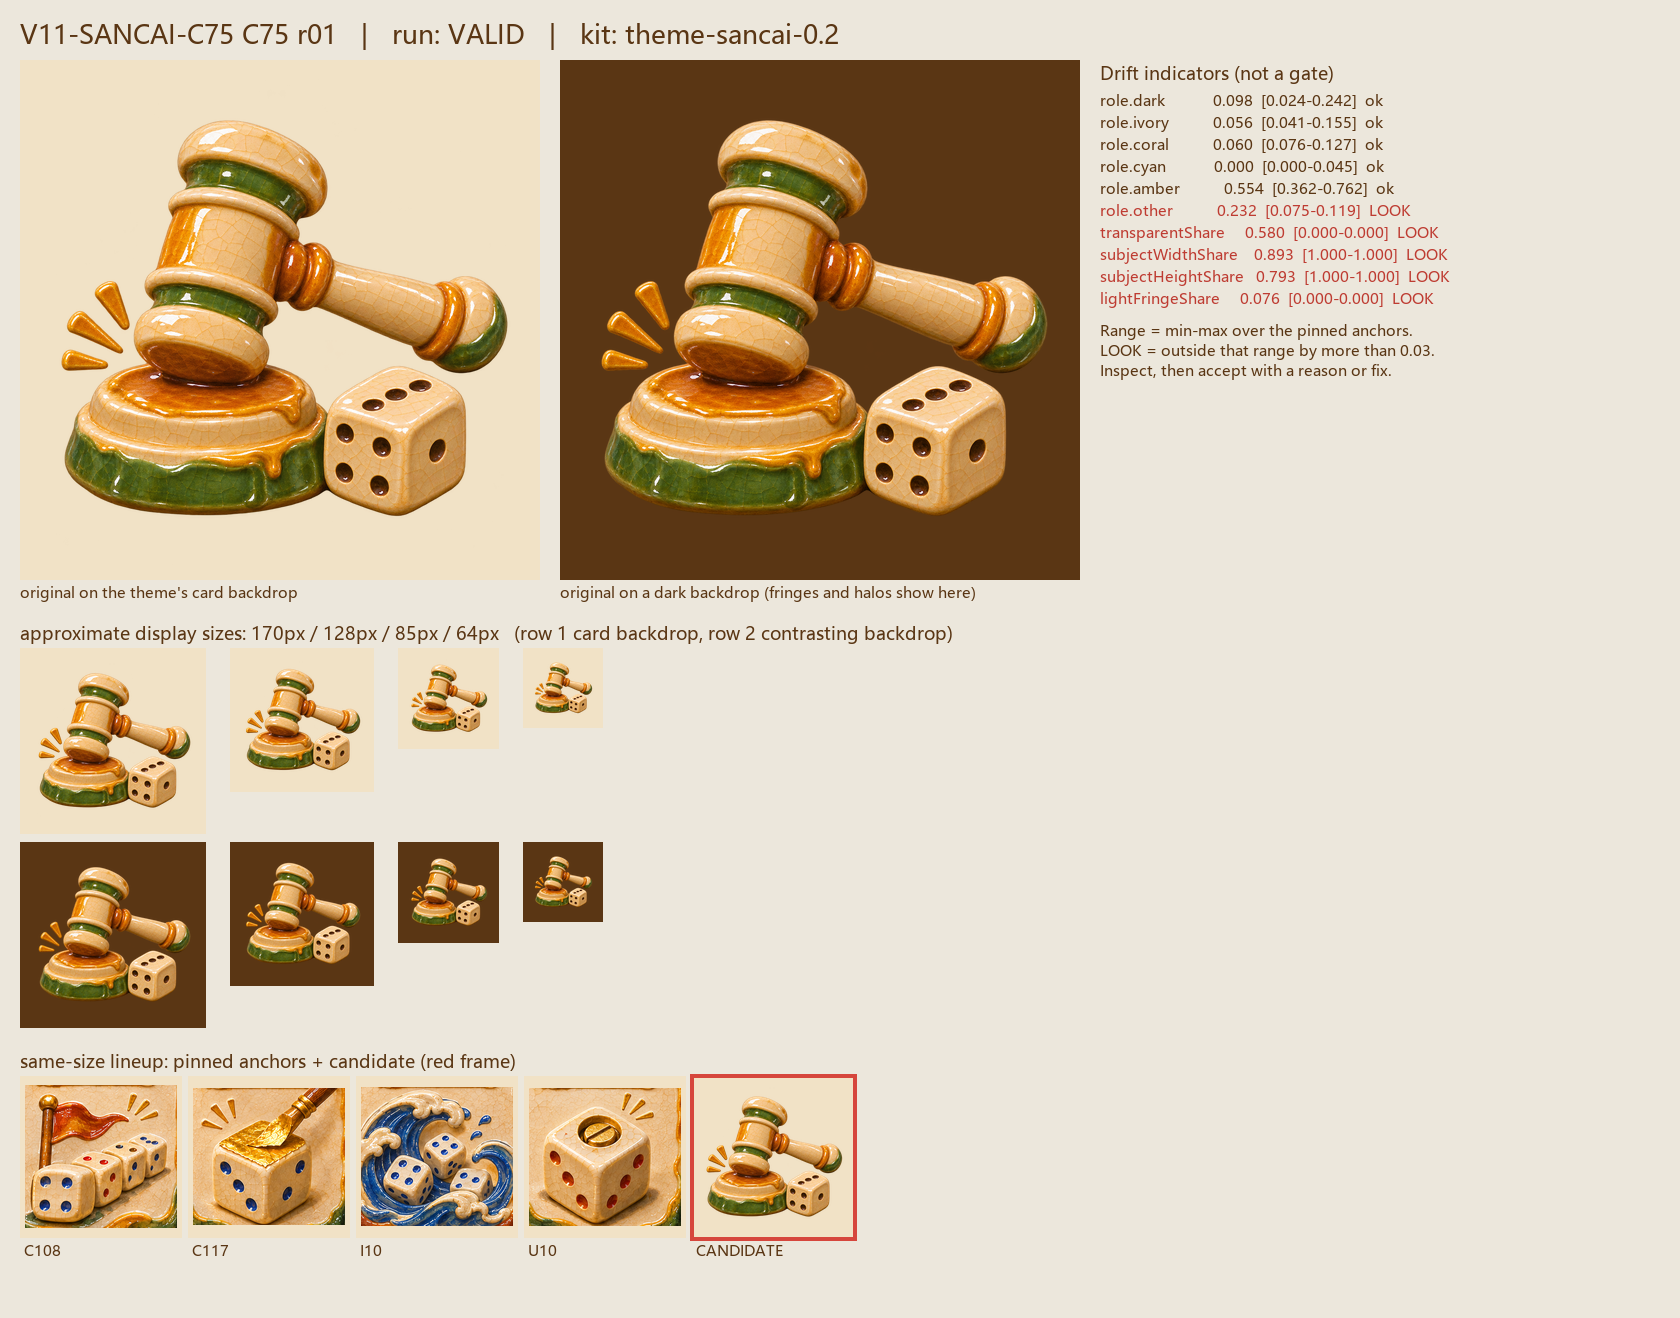 V11-SANCAI-C75 C75 r01 | run: VALID | kit: theme-sancai-0.2
Drift indicators (not a gate)
role.dark 0.098 [0.024-0.242] ok
role.ivory 0.056 [0.041-0.155] ok
role.coral 0.060 [0.076-0.127] ok
role.cyan 0.000 [0.000-0.045] ok
role.amber 0.554 [0.362-0.762] ok
role.other 0.232 [0.075-0.119] LOOK
transparentShare 0.580 [0.000-0.000] LOOK
subjectWidthShare 0.893 [1.000-1.000] LOOK
subjectHeightShare 0.793 [1.000-1.000] LOOK
lightFringeShare 0.076 [0.000-0.000] LOOK
Range = min-max over the pinned anchors.
LOOK = outside that range by more than 0.03.
Inspect, then accept with a reason or fix.
original on the theme's card backdrop
original on a dark backdrop (fringes and halos show here)
approximate display sizes: 170px / 128px / 85px / 64px (row 1 card backdrop, row 2 contrasting backdrop)
same-size lineup: pinned anchors + candidate (red frame)
C108
C117
I10
U10
CANDIDATE